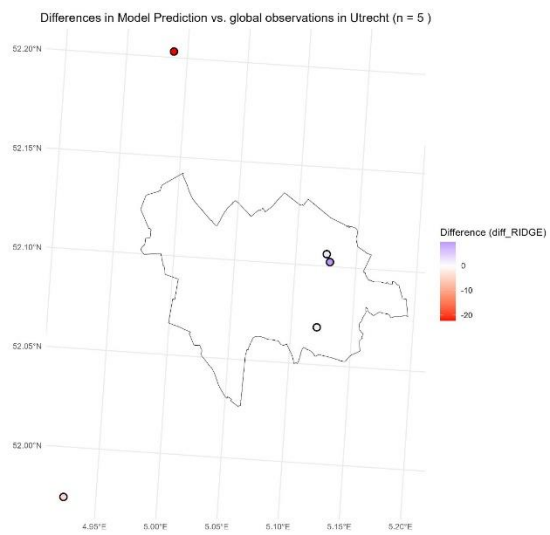 Differences in Model Prediction vs. global observations in Utrecht (n = 5 )
52.20°N
52.15°N
52.10°N
52.05°N
52.00°N
4.95°E 5.00°E 5.05°E 5.10°E 5.15°E 5.20°E
Difference (diff_RIDGE)
0
-10
-20